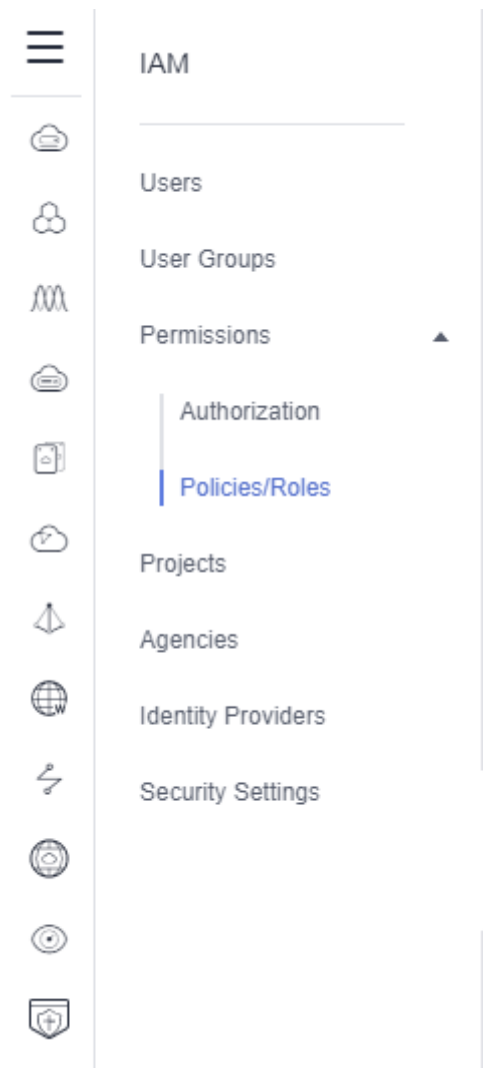 IAM
Users
User Groups
Permissions
Authorization
Policies/Roles
Projects
Agencies
Identity Providers
Security Settings